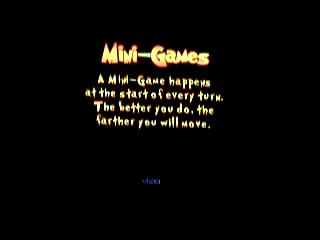 Mini-Games
A Mini-Game happens
at the start of every turn.
The better you do, the
farther you will move.
VIZIO